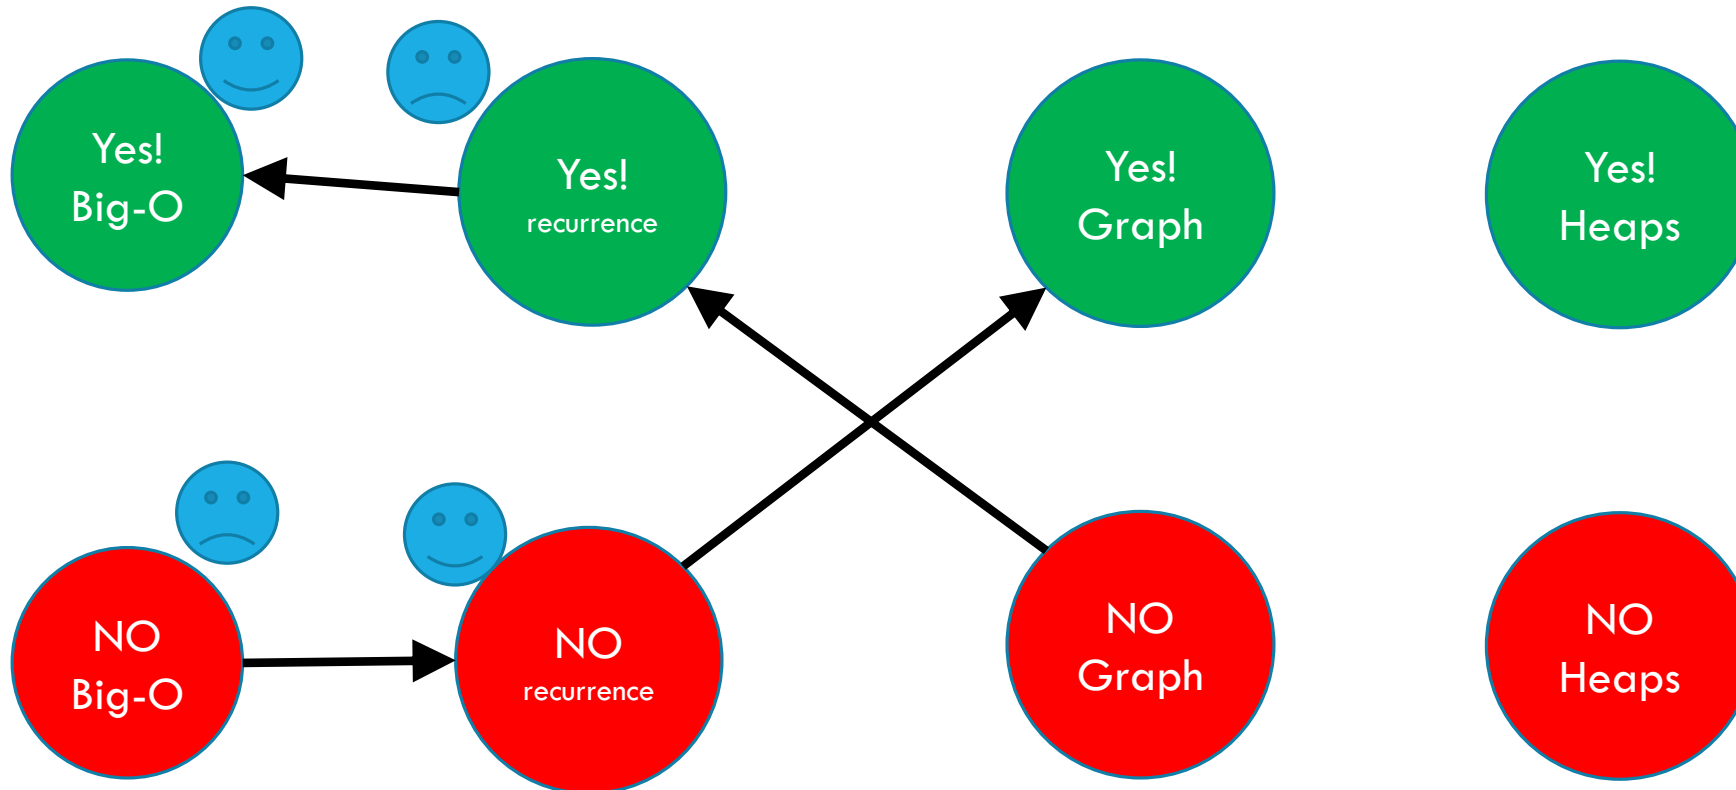 Yes!
Big-O
Yes!
recurrence
Yes!
Graph
Yes!
Heaps
NO
Big-O
NO
recurrence
NO
Graph
NO
Heaps